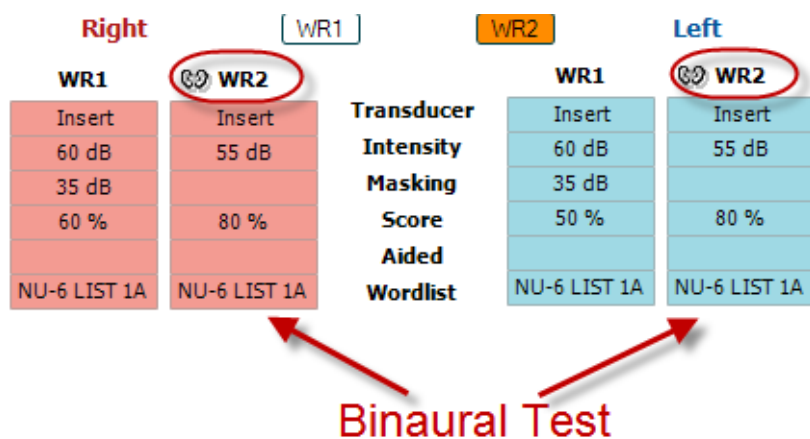 Right WR1 WR2 Left
WR1 WR2 WR1 WR2
Insert Insert Transducer Insert Insert
60 dB 55 dB Intensity 60 dB 55 dB
35 dB Masking 35 dB
60 % 80 % Score 50 % 80 %
Aided
NU-6 LIST 1A NU-6 LIST 1A Wordlist NU-6 LIST 1A NU-6 LIST 1A
Binaural Test